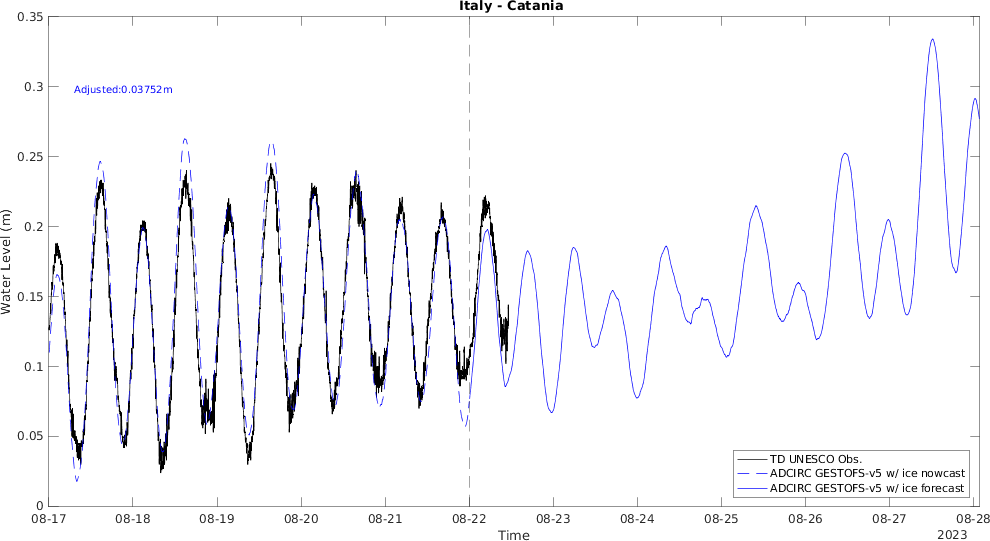 Italy - Catania
0.35
0.3
0.25
0.2
0.15
0.1
0.05
0
Water Level (m)
Adjusted:0.03752m
TD UNESCO Obs.
ADCIRC GESTOFS-v5 w/ ice nowcast
ADCIRC GESTOFS-v5 w/ ice forecast
08-17 08-18 08-19 08-20 08-21 08-22 08-23 08-24 08-25 08-26 08-27 08-28
Time
2023